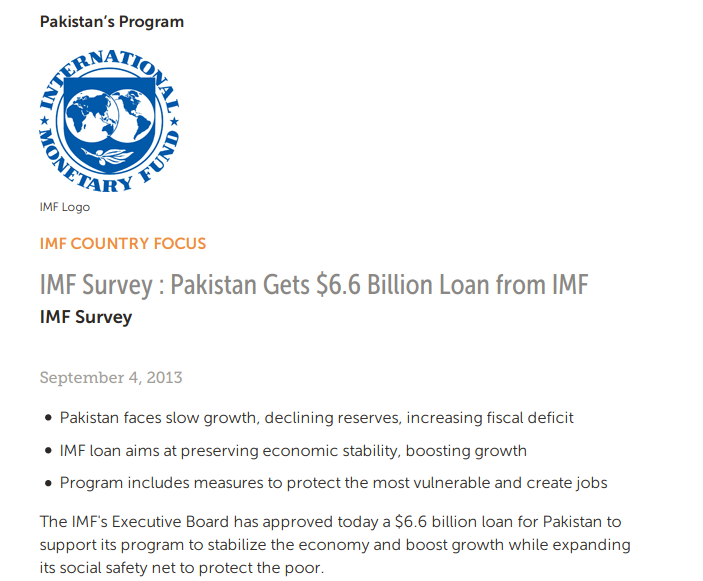 Pakistan’s Program
INTERNATIONAL
MONETARY FUND
IMF Logo
IMF COUNTRY FOCUS
IMF Survey : Pakistan Gets $6.6 Billion Loan from IMF
IMF Survey
September 4, 2013
• Pakistan faces slow growth, declining reserves, increasing fiscal deficit
• IMF loan aims at preserving economic stability, boosting growth
• Program includes measures to protect the most vulnerable and create jobs
The IMF's Executive Board has approved today a $6.6 billion loan for Pakistan to
support its program to stabilize the economy and boost growth while expanding
its social safety net to protect the poor.